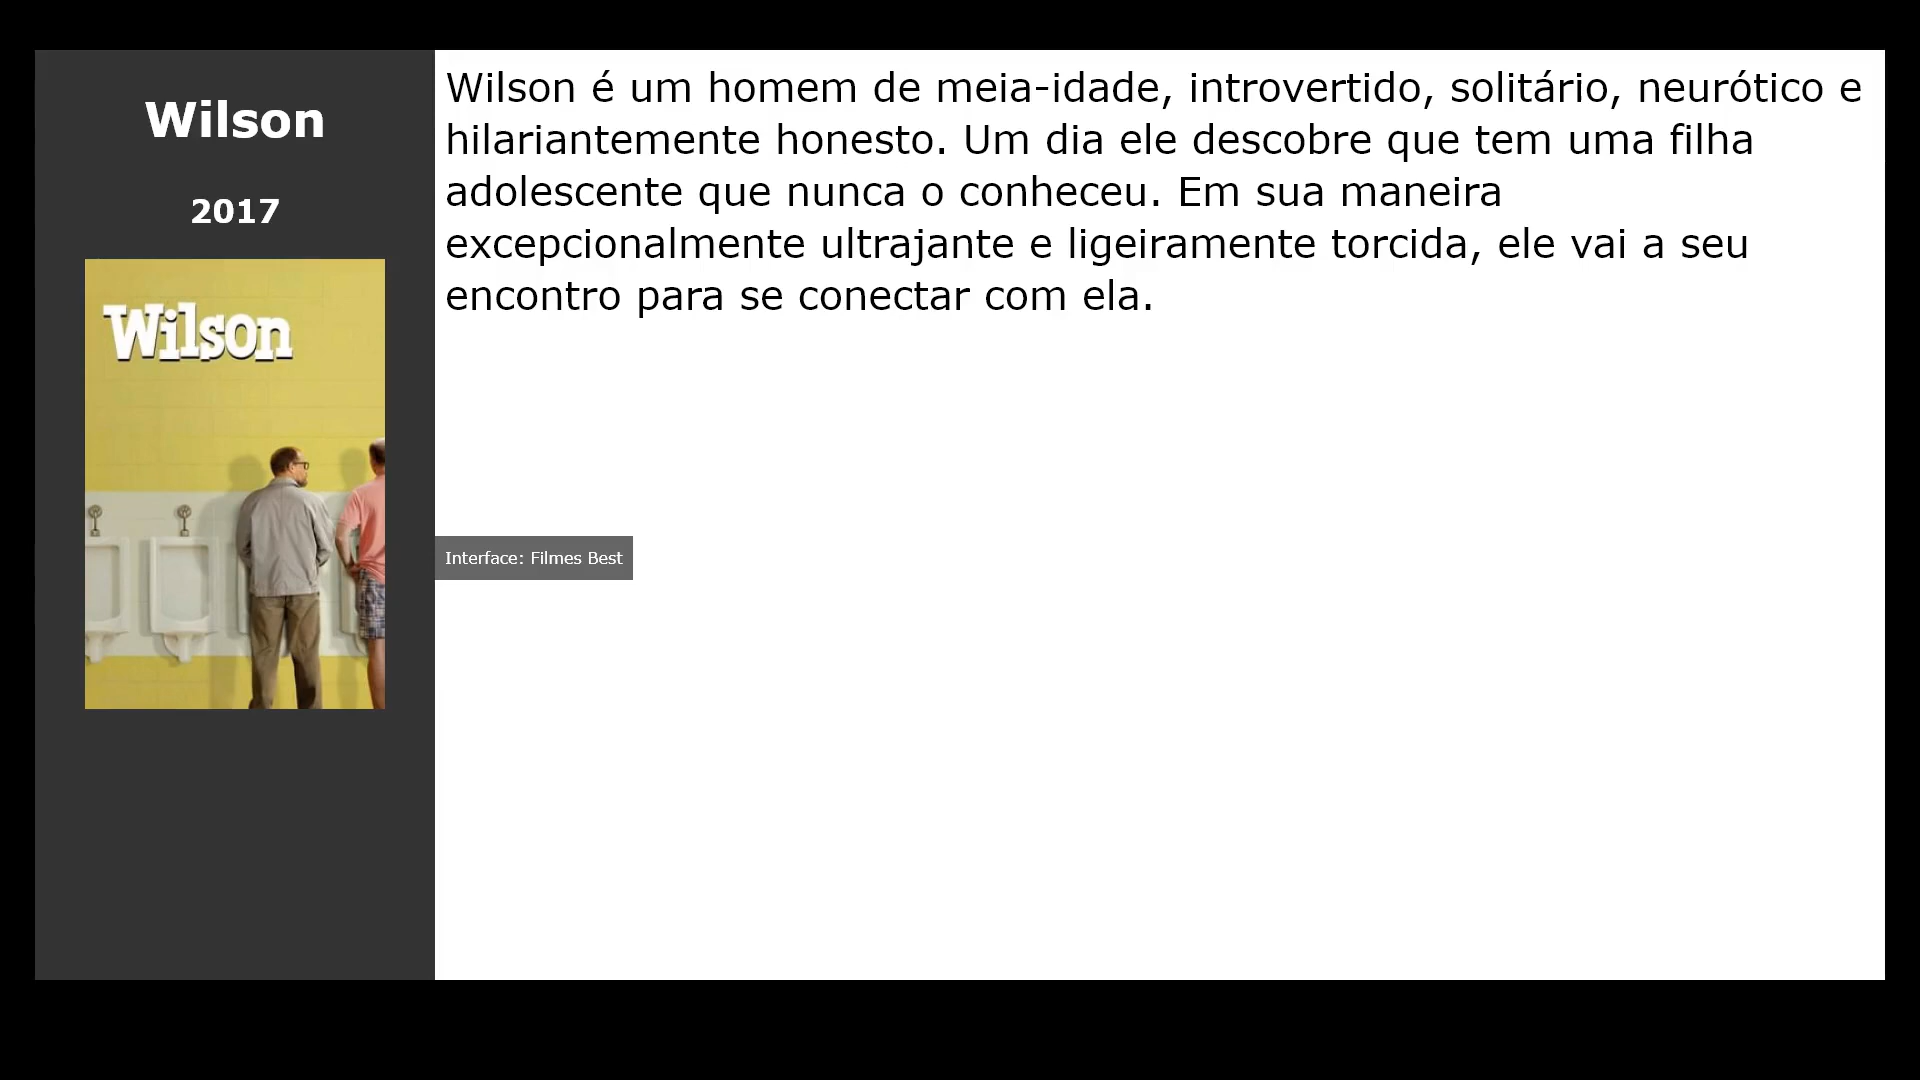 Wilson
2017
Wilson
Wilson é um homem de meia-idade, introvertido, solitário, neurótico e
hilariantemente honesto. Um dia ele descobre que tem uma filha
adolescente que nunca o conheceu. Em sua maneira
excepcionalmente ultrajante e ligeiramente torcida, ele vai a seu
encontro para se conectar com ela.
Interface: Filmes Best